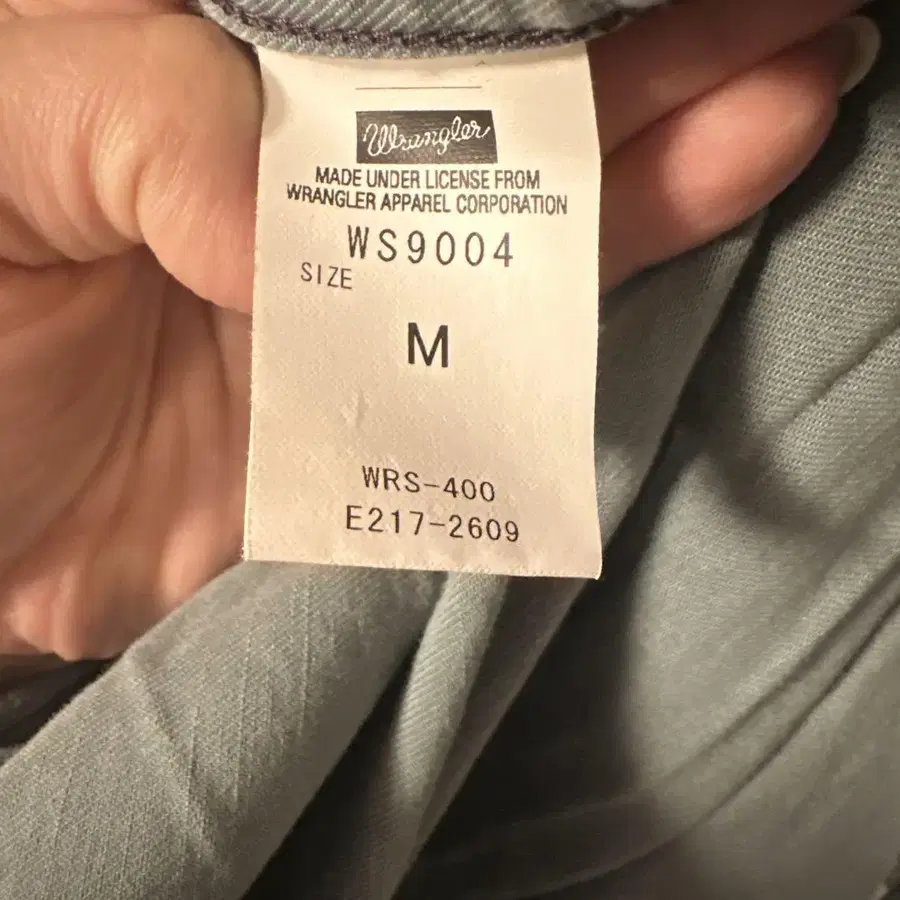 Wrangler
MADE UNDER LICENSE FROM
WRANGLER APPAREL CORPORATION
WS9004
SIZE
M
WRS-400
E217-2609